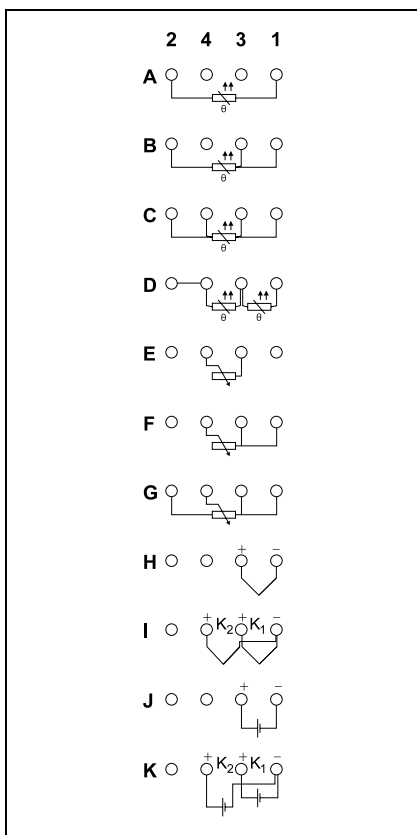 2 4 3 1
A
θ
B
θ
C
θ
D
θ θ
E
F
G
H + −
I + K₂ + K₁ −
J + −
K + K₂ + K₁ −